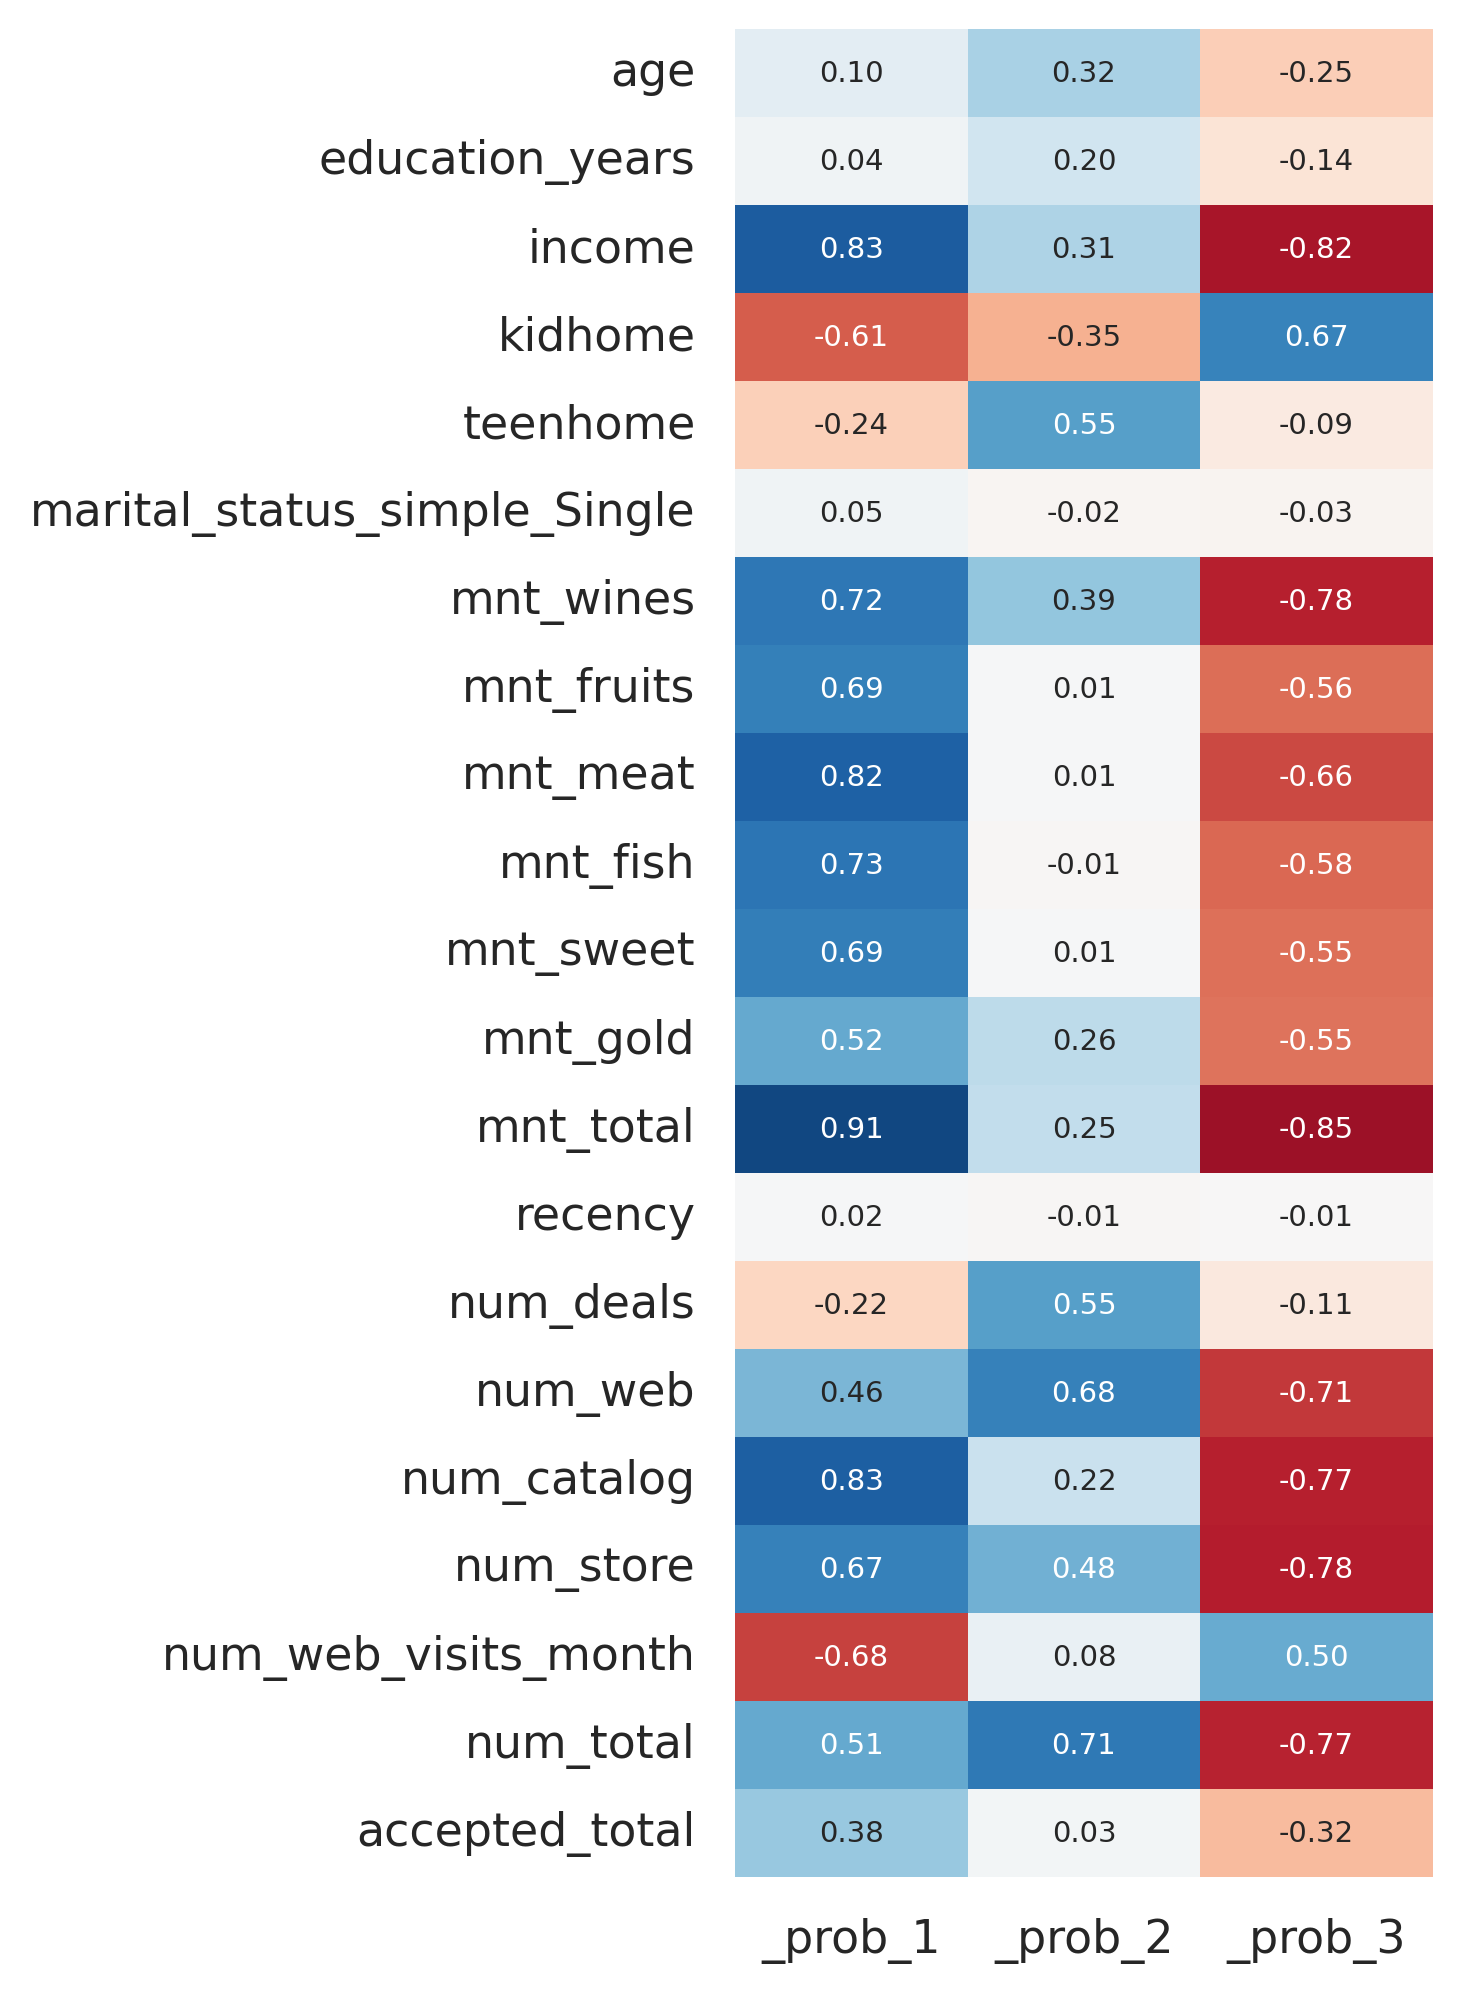 age 0.10 0.32 -0.25
education_years 0.04 0.20 -0.14
income 0.83 0.31 -0.82
kidhome -0.61 -0.35 0.67
teenhome -0.24 0.55 -0.09
marital_status_simple_Single 0.05 -0.02 -0.03
mnt_wines 0.72 0.39 -0.78
mnt_fruits 0.69 0.01 -0.56
mnt_meat 0.82 0.01 -0.66
mnt_fish 0.73 -0.01 -0.58
mnt_sweet 0.69 0.01 -0.55
mnt_gold 0.52 0.26 -0.55
mnt_total 0.91 0.25 -0.85
recency 0.02 -0.01 -0.01
num_deals -0.22 0.55 -0.11
num_web 0.46 0.68 -0.71
num_catalog 0.83 0.22 -0.77
num_store 0.67 0.48 -0.78
num_web_visits_month -0.68 0.08 0.50
num_total 0.51 0.71 -0.77
accepted_total 0.38 0.03 -0.32
_prob_1 _prob_2 _prob_3